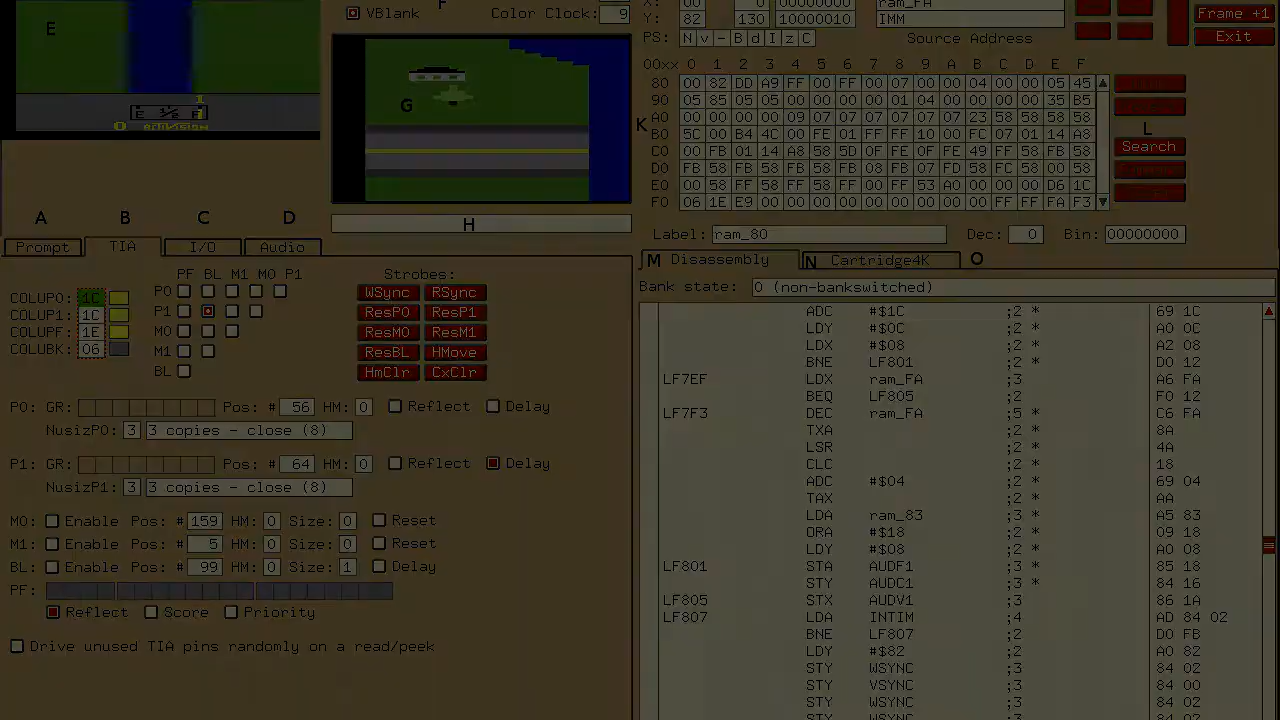 F
VBlank Color Clock: 9
E
E ½ F
1
0 ACTIVISION
G
ram_FA
Y: 82 130 10000010 IMM
PS: N v - B d I z C Source Address
Frame +1
Exit
00xx 0 1 2 3 4 5 6 7 8 9 A B C D E F
80 00 82 DD A9 FF 00 FF 00 07 00 00 04 00 00 05 45
90 05 85 05 05 00 00 00 00 00 04 00 00 00 00 35 B5
A0 00 00 00 09 07 07 07 07 07 07 07 23 58 58 58 58
B0 5C 00 B4 4C 00 FE 01 FF FF 10 00 FC 07 01 14 A8
C0 00 FB 01 14 A8 58 5D 0F FE 0F FE 49 FF 58 FB 58
D0 FB 58 FB 58 FB 58 FB 08 07 FD 58 FC 58 00 00 58
E0 00 58 FF 58 FF 58 FF 00 FF 53 A0 00 00 00 D6 1C
F0 06 1E E9 00 00 00 00 00 00 00 00 00 FF FF FA F3
K
L
Search
H
Label: ram_80 Dec: 0 Bin: 00000000
A B C D
Prompt TIA I/O Audio
M Disassembly N Cartridge4K O
Bank state: 0 (non-bankswitched)
PF BL M1 M0 P1
P0
P1
M0
M1
BL
COLUP0: 1C
COLUP1: 1C
COLUPF: 1E
COLUBK: 06
Strobes:
WSync RSync
ResP0 ResP1
ResM0 ResM1
ResBL HMove
HmClr CxClr
P0: GR: Pos: # 56 HM: 0 Reflect Delay
NusizP0: 3 3 copies - close (8)
P1: GR: Pos: # 64 HM: 0 Reflect Delay
NusizP1: 3 3 copies - close (8)
M0: Enable Pos: # 159 HM: 0 Size: 0 Reset
M1: Enable Pos: # 5 HM: 0 Size: 0 Reset
BL: Enable Pos: # 99 HM: 0 Size: 1 Delay
PF:
Reflect Score Priority
Drive unused TIA pins randomly on a read/peek
ADC #$1C ;2 * 69 1C
LDY #$0C ;2 * A0 0C
LDX #$08 ;2 * A2 08
BNE LF801 ;2 * D0 12
LF7EF LDX ram_FA ;3 A6 FA
BEQ LF805 ;2 F0 12
LF7F3 DEC ram_FA ;5 * C6 FA
TXA ;2 * 8A
LSR ;2 * 4A
CLC ;2 * 18
ADC #$04 ;2 * 69 04
TAX ;2 * AA
LDA ram_83 ;3 * A5 83
ORA #$18 ;2 * 09 18
LDY #$08 ;2 * A0 08
LF801 STA AUDF1 ;3 * 85 18
STY AUDC1 ;3 * 84 16
LF805 STX AUDV1 ;3 86 1A
LF807 LDA INTIM ;4 AD 84 02
BNE LF807 ;2 D0 FB
LDY #$82 ;2 A0 82
STY WSYNC ;3 84 02
STY VSYNC ;3 84 00
STY WSYNC ;3 84 02
STY WSYNC ;3 84 02